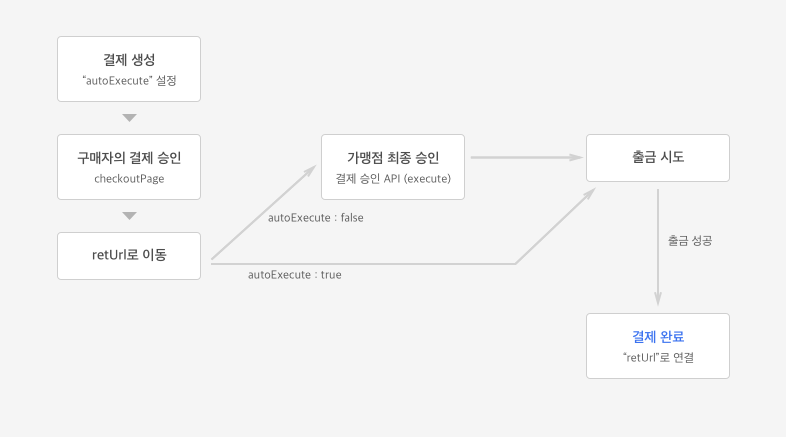 결제 생성
“autoExecute” 설정
구매자의 결제 승인
checkoutPage
retUrl로 이동
가맹점 최종 승인
결제 승인 API (execute)
autoExecute : false
autoExecute : true
출금 시도
출금 성공
결제 완료
“retUrl”로 연결